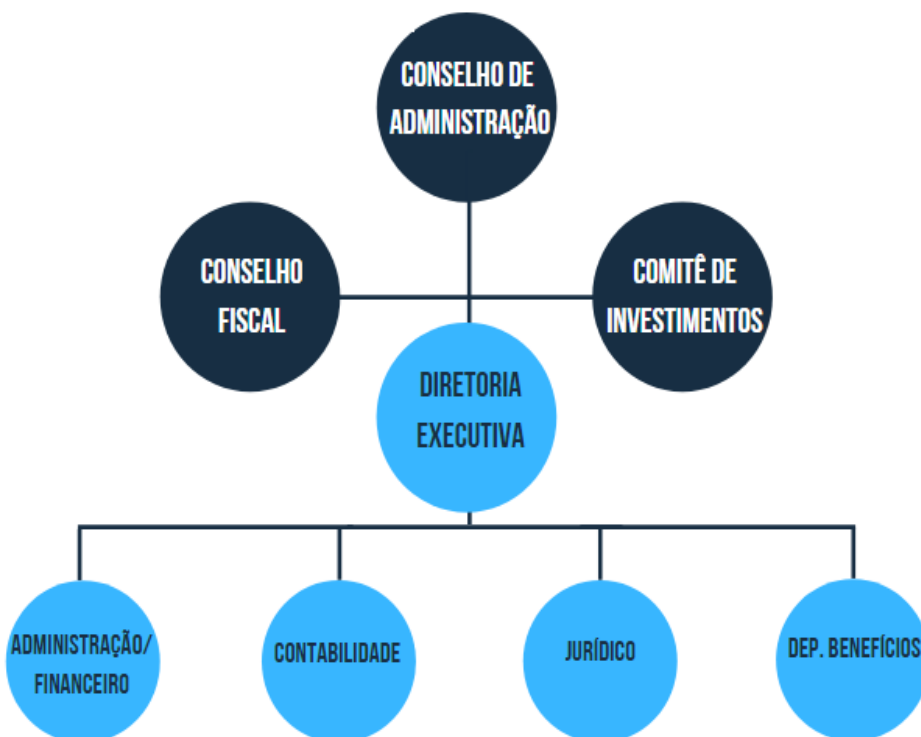 CONSELHO DE
ADMINISTRAÇÃO
CONSELHO
FISCAL
COMITÊ DE
INVESTIMENTOS
DIRETORIA
EXECUTIVA
ADMINISTRAÇÃO/
FINANCEIRO
CONTABILIDADE
JURÍDICO
DEP. BENEFÍCIOS